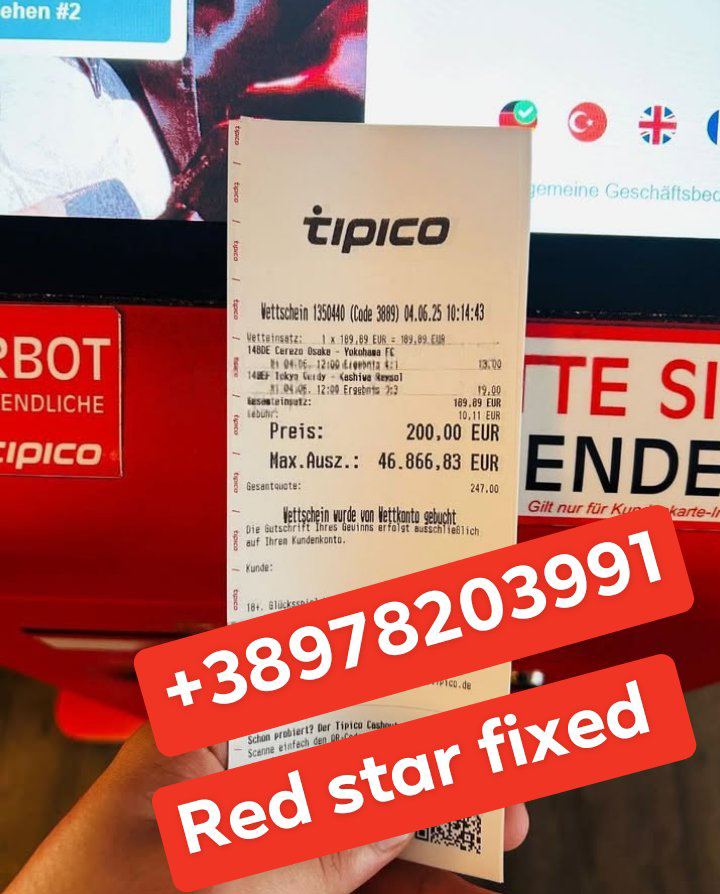 ehen #2
gemeine Geschäftsbed
tipico
Wettschein 1350440 (Code 3889) 04.06.25 10:14:43
Wetteinsatz: 1 x 189,89 EUR = 189,89 EUR
148DE Cerezo Osaka - Yokohama FC
Mi 04.06. 12:00 Ergebnis 4:1 13,00
Tokyo Verdy - Kashiwa Reysol
Mi 04.06. 12:00 Ergebnis 3:3 19,00
Gesamteinsatz: 189,89 EUR
Gebühr: 10,11 EUR
Preis: 200,00 EUR
Max.Ausz.: 46.866,83 EUR
Gesamtquote: 247,00
Wettschein wurde von Wettkonto gebucht
Die Gutschrift Ihres Gewinns erfolgt ausschließlich
auf Ihrem Kundenkonto.
Kunde:
18+. Glücksspiel
tipico.de
Schon probiert? Der Tipico Cashout
Scanne einfach den QR-Code
RBOT
ENDLICHE
tipico
TTE SI
ENDE
Gilt nur für Kundenkarte-In
+38978203991
Red star fixed